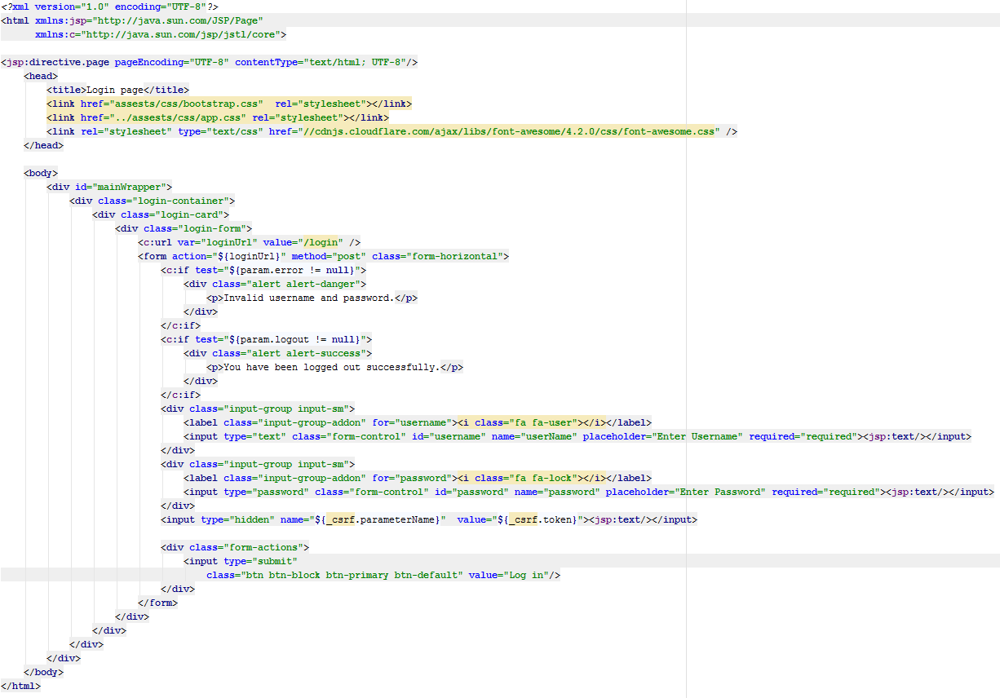 <?xml version="1.0" encoding="UTF-8"?>
<html xmlns:jsp="http://java.sun.com/JSP/Page"
      xmlns:c="http://java.sun.com/jsp/jstl/core">

<jsp:directive.page pageEncoding="UTF-8" contentType="text/html; UTF-8"/>
    <head>
        <title>Login page</title>
        <link href="assests/css/bootstrap.css"  rel="stylesheet"></link>
        <link href="../assests/css/app.css" rel="stylesheet"></link>
        <link rel="stylesheet" type="text/css" href="//cdnjs.cloudflare.com/ajax/libs/font-awesome/4.2.0/css/font-awesome.css" />
    </head>

    <body>
        <div id="mainWrapper">
            <div class="login-container">
                <div class="login-card">
                    <div class="login-form">
                        <c:url var="loginUrl" value="/login" />
                        <form action="${loginUrl}" method="post" class="form-horizontal">
                            <c:if test="${param.error != null}">
                                <div class="alert alert-danger">
                                    <p>Invalid username and password.</p>
                                </div>
                            </c:if>
                            <c:if test="${param.logout != null}">
                                <div class="alert alert-success">
                                    <p>You have been logged out successfully.</p>
                                </div>
                            </c:if>
                            <div class="input-group input-sm">
                                <label class="input-group-addon" for="username"><i class="fa fa-user"></i></label>
                                <input type="text" class="form-control" id="username" name="userName" placeholder="Enter Username" required="required"><jsp:text/></input>
                            </div>
                            <div class="input-group input-sm">
                                <label class="input-group-addon" for="password"><i class="fa fa-lock"></i></label>
                                <input type="password" class="form-control" id="password" name="password" placeholder="Enter Password" required="required"><jsp:text/></input>
                            </div>
                            <input type="hidden" name="${_csrf.parameterName}"  value="${_csrf.token}"><jsp:text/></input>

                            <div class="form-actions">
                                <input type="submit"
                                    class="btn btn-block btn-primary btn-default" value="Log in"/>
                            </div>
                        </form>
                    </div>
                </div>
            </div>
        </div>
    </body>
</html>